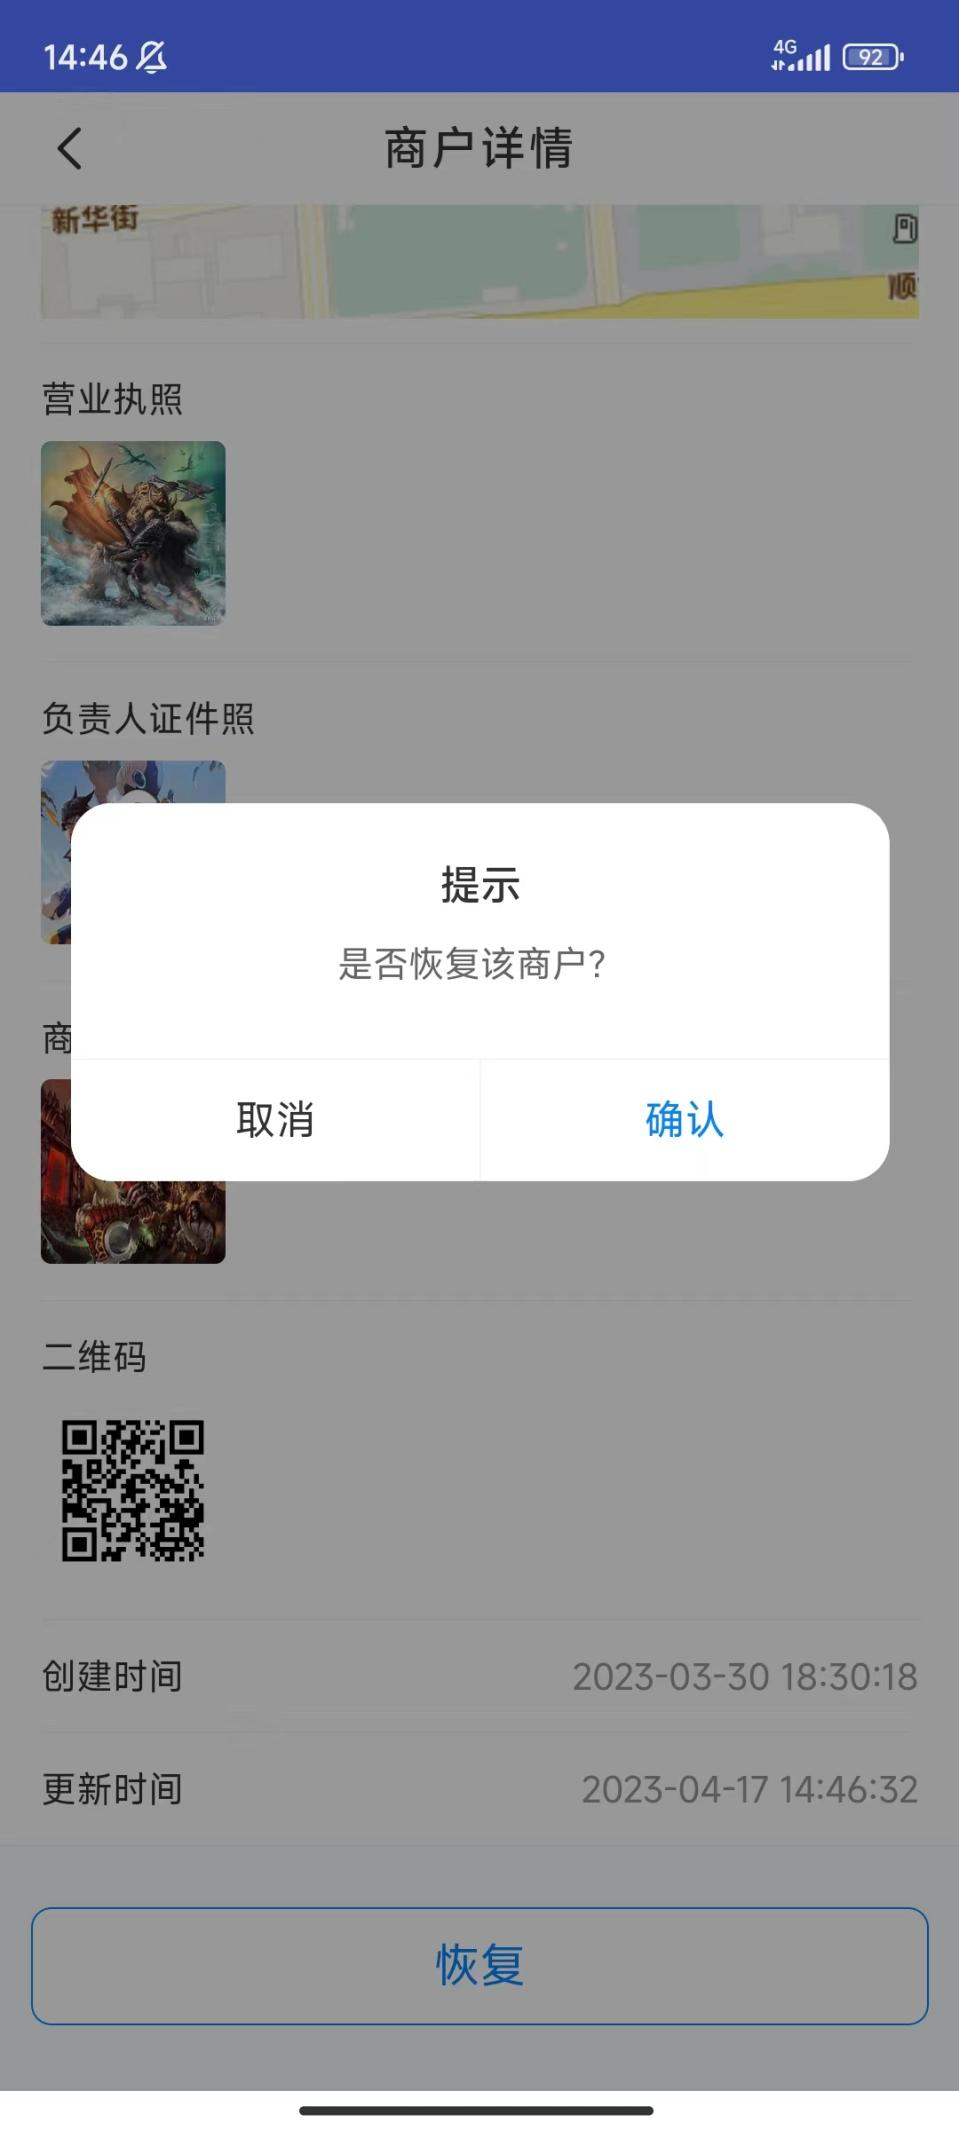 14:46
4G
92
商户详情
新华街
顺
营业执照
负责人证件照
提示
是否恢复该商户?
商
取消
确认
二维码
创建时间
2023-03-30 18:30:18
更新时间
2023-04-17 14:46:32
恢复